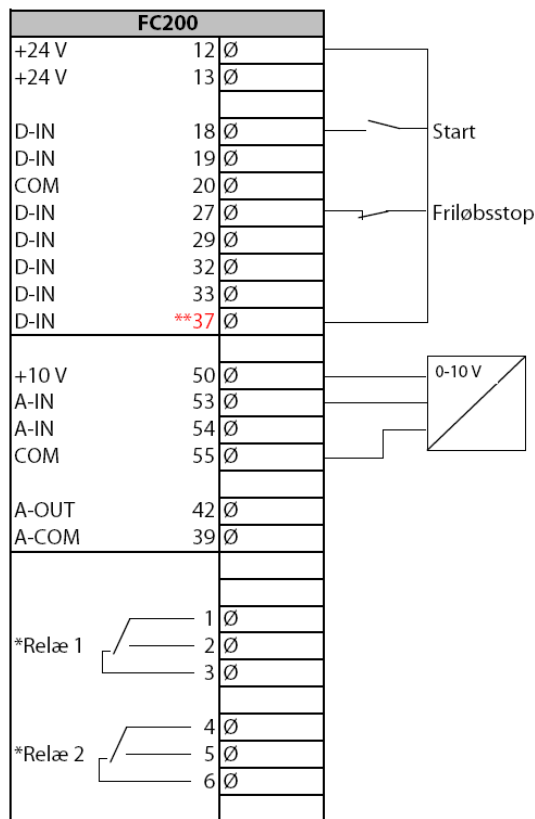 FC200
+24 V 12 Ø
+24 V 13 Ø
D-IN 18 Ø Start
D-IN 19 Ø
COM 20 Ø
D-IN 27 Ø Friløbsstop
D-IN 29 Ø
D-IN 32 Ø
D-IN 33 Ø
D-IN **37 Ø
+10 V 50 Ø 0-10 V
A-IN 53 Ø
A-IN 54 Ø
COM 55 Ø
A-OUT 42 Ø
A-COM 39 Ø
1 Ø
*Relæ 1 2 Ø
3 Ø
4 Ø
*Relæ 2 5 Ø
6 Ø